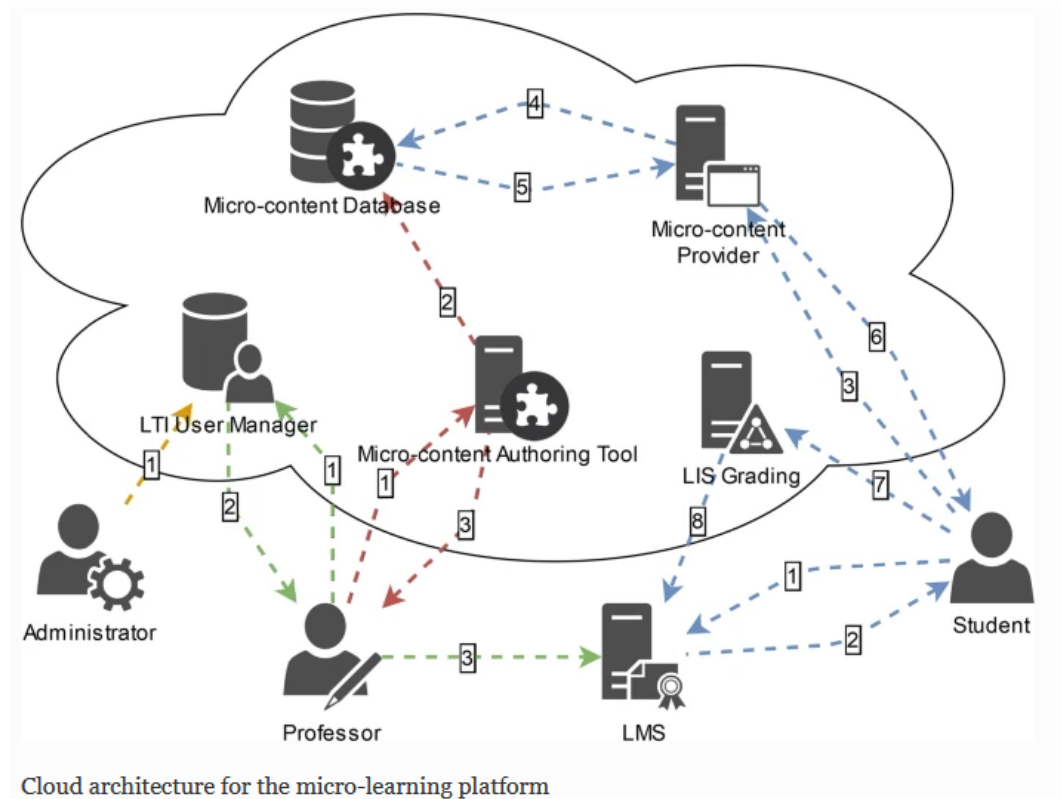 4
5
Micro-content Database
Micro-content
Provider
2
6
3
LTI User Manager
Micro-content Authoring Tool
1
1
1
LIS Grading
7
2
3
8
1
Administrator
Student
3
2
Professor
LMS
Cloud architecture for the micro-learning platform